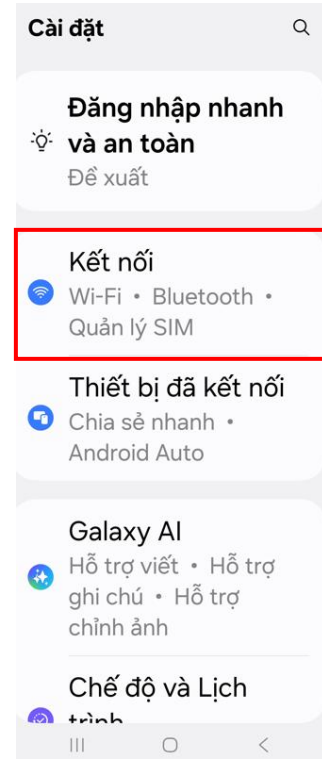 Cài đặt
Đăng nhập nhanh
và an toàn
Đề xuất
Kết nối
Wi-Fi • Bluetooth •
Quản lý SIM
Thiết bị đã kết nối
Chia sẻ nhanh •
Android Auto
Galaxy AI
Hỗ trợ viết • Hỗ trợ
ghi chú • Hỗ trợ
chỉnh ảnh
Chế độ và Lịch
trình